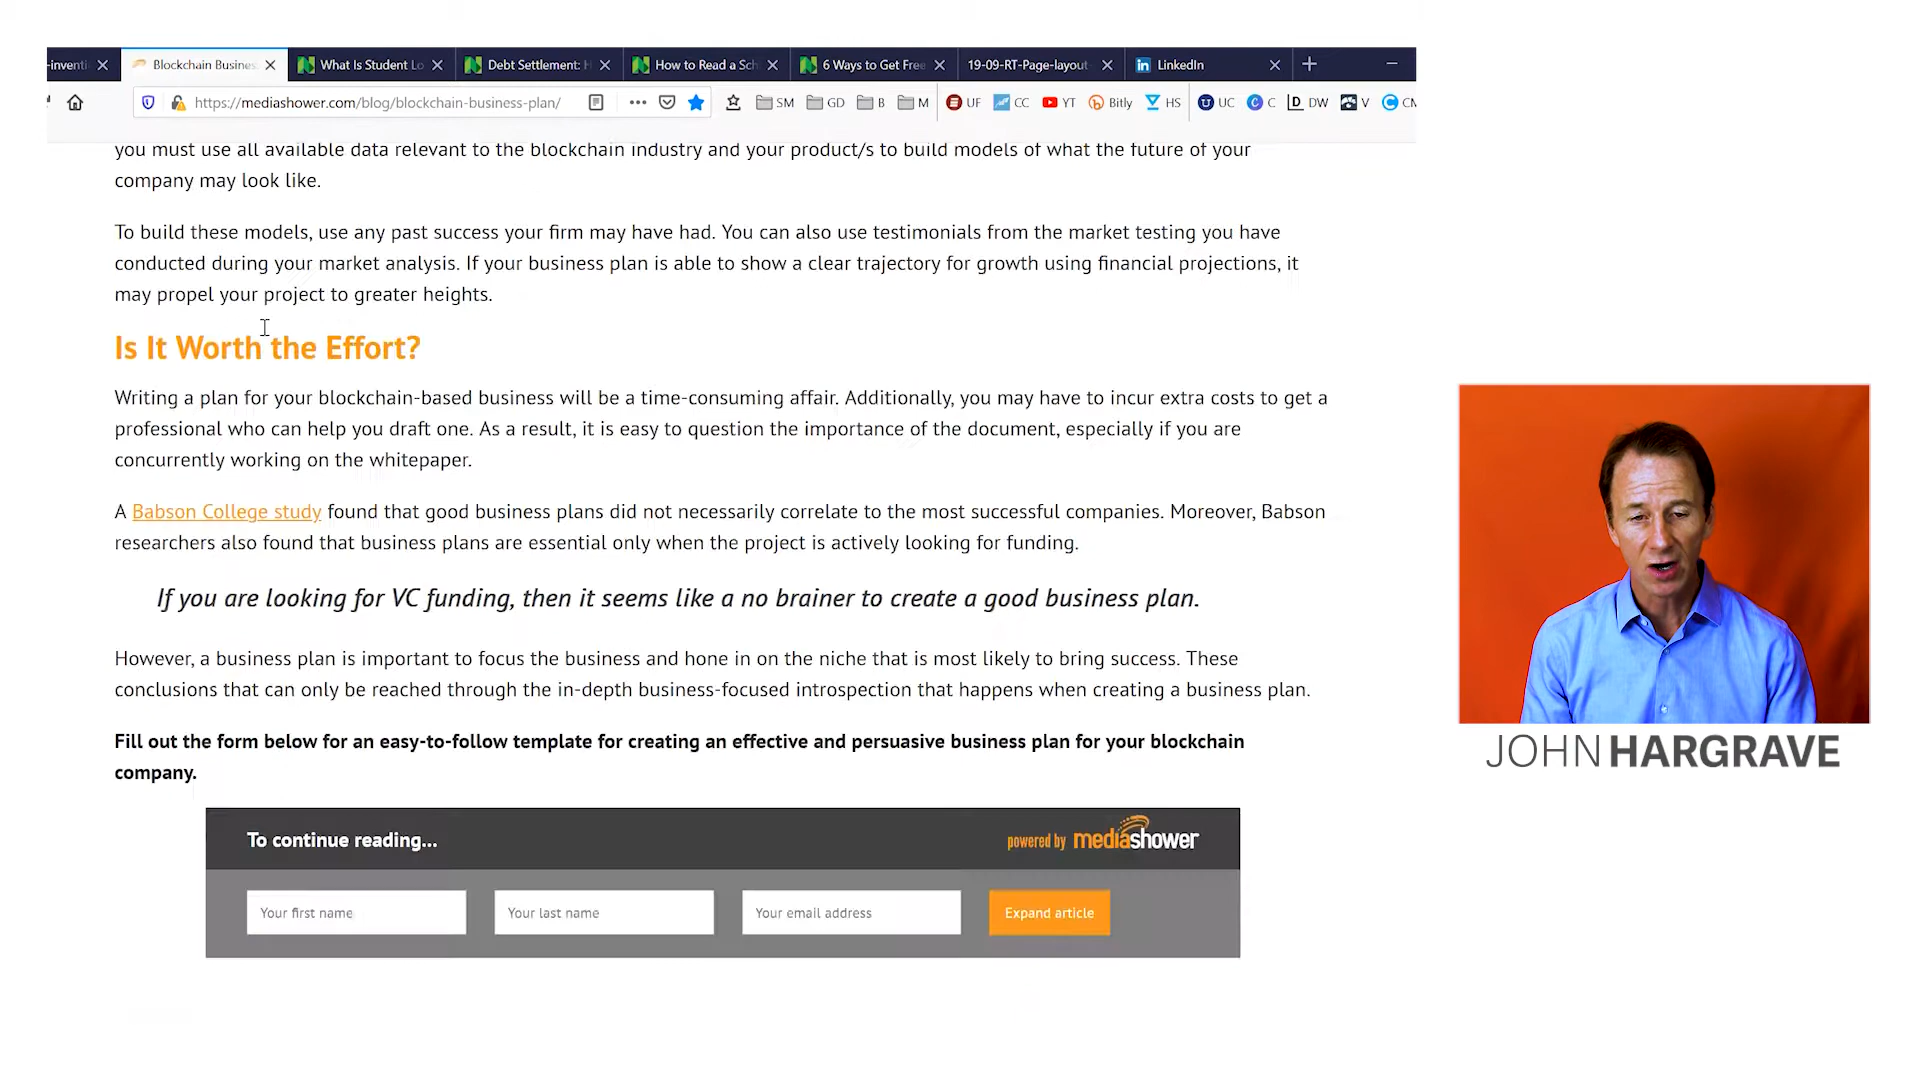 -inventi
Blockchain Busines
What Is Student Lo
Debt Settlement: H
How to Read a Sch
6 Ways to Get Free
19-09-RT-Page-layout
LinkedIn
https://mediashower.com/blog/blockchain-business-plan/
SM
GD
B
M
UF
CC
YT
Bitly
HS
UC
C
DW
V
CM
you must use all available data relevant to the blockchain industry and your product/s to build models of what the future of your
company may look like.
To build these models, use any past success your firm may have had. You can also use testimonials from the market testing you have
conducted during your market analysis. If your business plan is able to show a clear trajectory for growth using financial projections, it
may propel your project to greater heights.
Is It Worth the Effort?
Writing a plan for your blockchain-based business will be a time-consuming affair. Additionally, you may have to incur extra costs to get a
professional who can help you draft one. As a result, it is easy to question the importance of the document, especially if you are
concurrently working on the whitepaper.
A Babson College study found that good business plans did not necessarily correlate to the most successful companies. Moreover, Babson
researchers also found that business plans are essential only when the project is actively looking for funding.
If you are looking for VC funding, then it seems like a no brainer to create a good business plan.
However, a business plan is important to focus the business and hone in on the niche that is most likely to bring success. These
conclusions that can only be reached through the in-depth business-focused introspection that happens when creating a business plan.
Fill out the form below for an easy-to-follow template for creating an effective and persuasive business plan for your blockchain
company.
To continue reading...
powered by mediashower
Your first name
Your last name
Your email address
Expand article
JOHN HARGRAVE